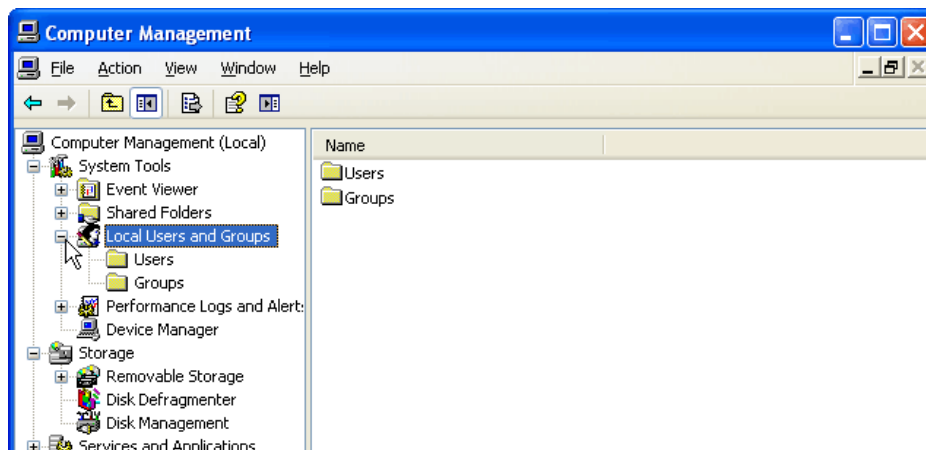 Computer Management
File Action View Window Help
Computer Management (Local)
System Tools
Event Viewer
Shared Folders
Local Users and Groups
Users
Groups
Performance Logs and Alert:
Device Manager
Storage
Removable Storage
Disk Defragmenter
Disk Management
Services and Applications
Name
Users
Groups